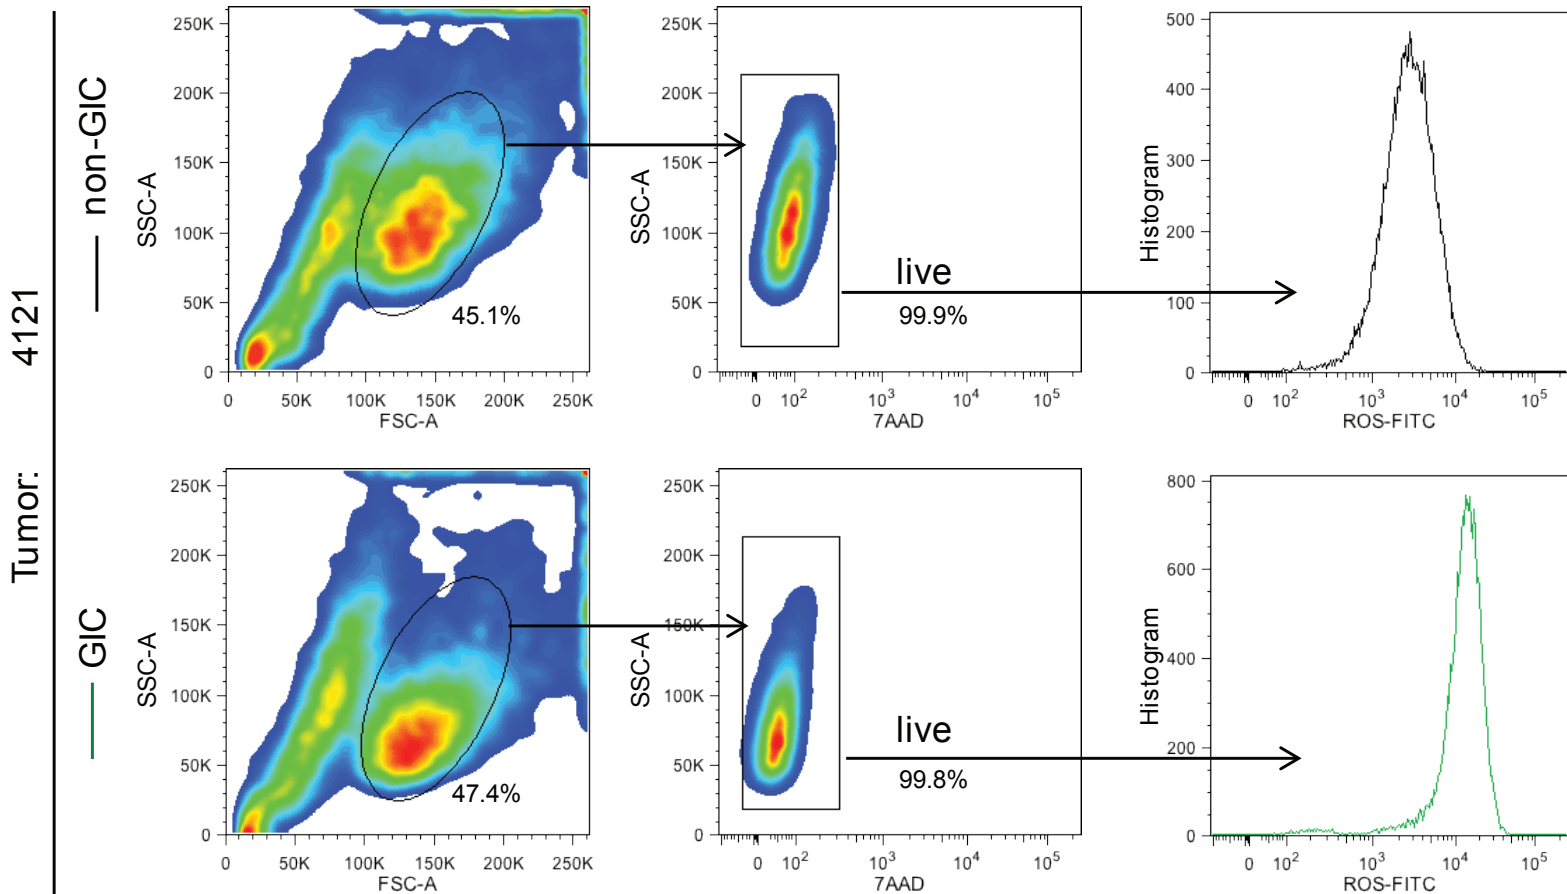 Tumor: 4121
non-GIC
250K
200K
150K
100K
50K
0
SSC-A
0 50K 100K 150K 200K 250K
FSC-A
45.1%
250K
200K
150K
100K
50K
0
SSC-A
0 10² 10³ 10⁴ 10⁵
7AAD
live
99.9%
500
400
300
200
100
0
Histogram
0 10² 10³ 10⁴ 10⁵
ROS-FITC
GIC
250K
200K
150K
100K
50K
0
SSC-A
0 50K 100K 150K 200K 250K
FSC-A
47.4%
250K
200K
150K
100K
50K
0
SSC-A
0 10² 10³ 10⁴ 10⁵
7AAD
live
99.8%
800
600
400
200
0
Histogram
0 10² 10³ 10⁴ 10⁵
ROS-FITC